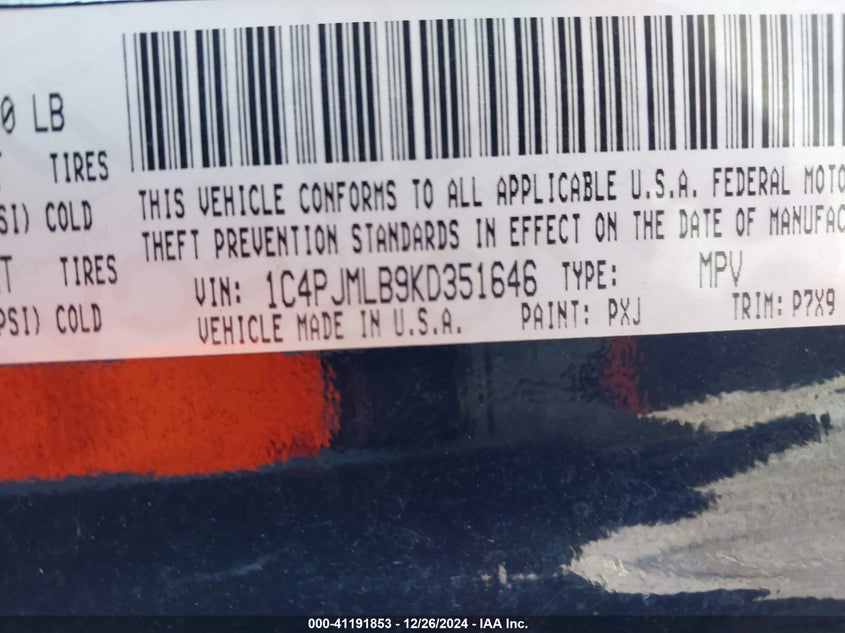 0 LB
TIRES
SI) COLD
T TIRES
PSI) COLD
THIS VEHICLE CONFORMS TO ALL APPLICABLE U.S.A. FEDERAL MOTO
THEFT PREVENTION STANDARDS IN EFFECT ON THE DATE OF MANUFAC
VIN: 1C4PJMLB9KD351646 TYPE: MPV
VEHICLE MADE IN U.S.A. PAINT: PXJ TRIM: P7X9
000-41191853 - 12/26/2024 - IAA Inc.